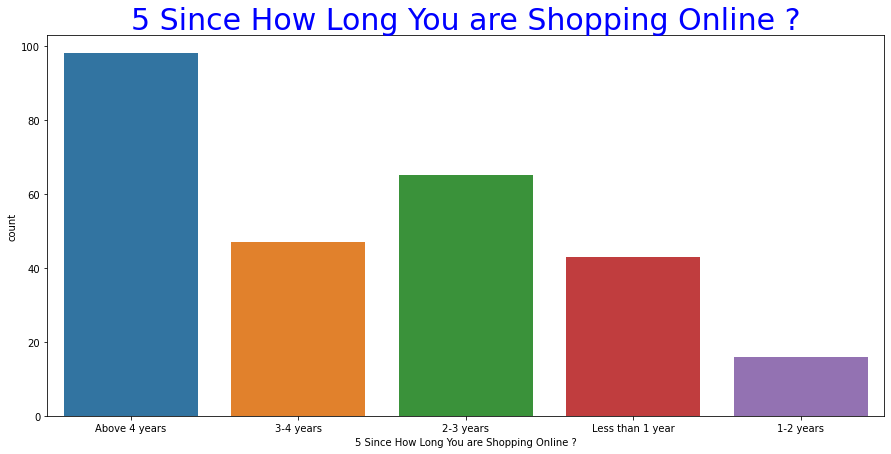 5 Since How Long You are Shopping Online ?
100
80
60
40
20
0
count
Above 4 years
3-4 years
2-3 years
Less than 1 year
1-2 years
5 Since How Long You are Shopping Online ?